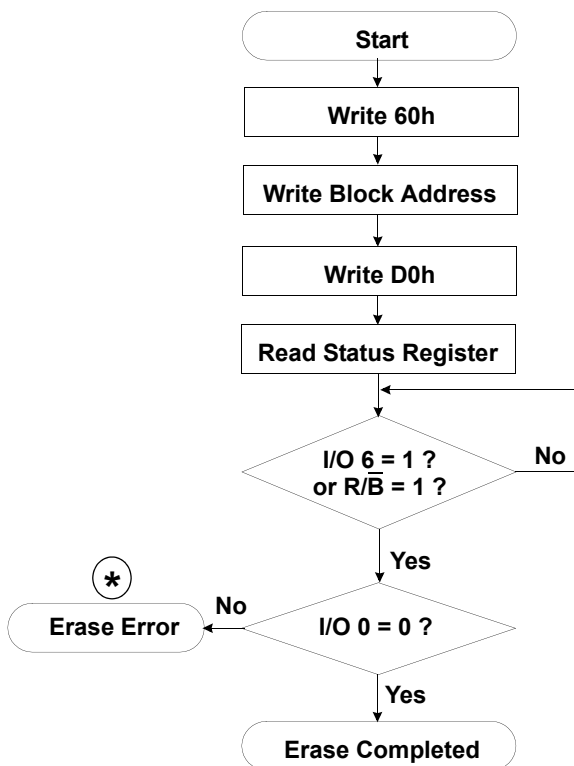 Start
Write 60h
Write Block Address
Write D0h
Read Status Register
I/O 6 = 1 ?
or R/B̅ = 1 ?
No
Yes
*
No
Erase Error
I/O 0 = 0 ?
Yes
Erase Completed